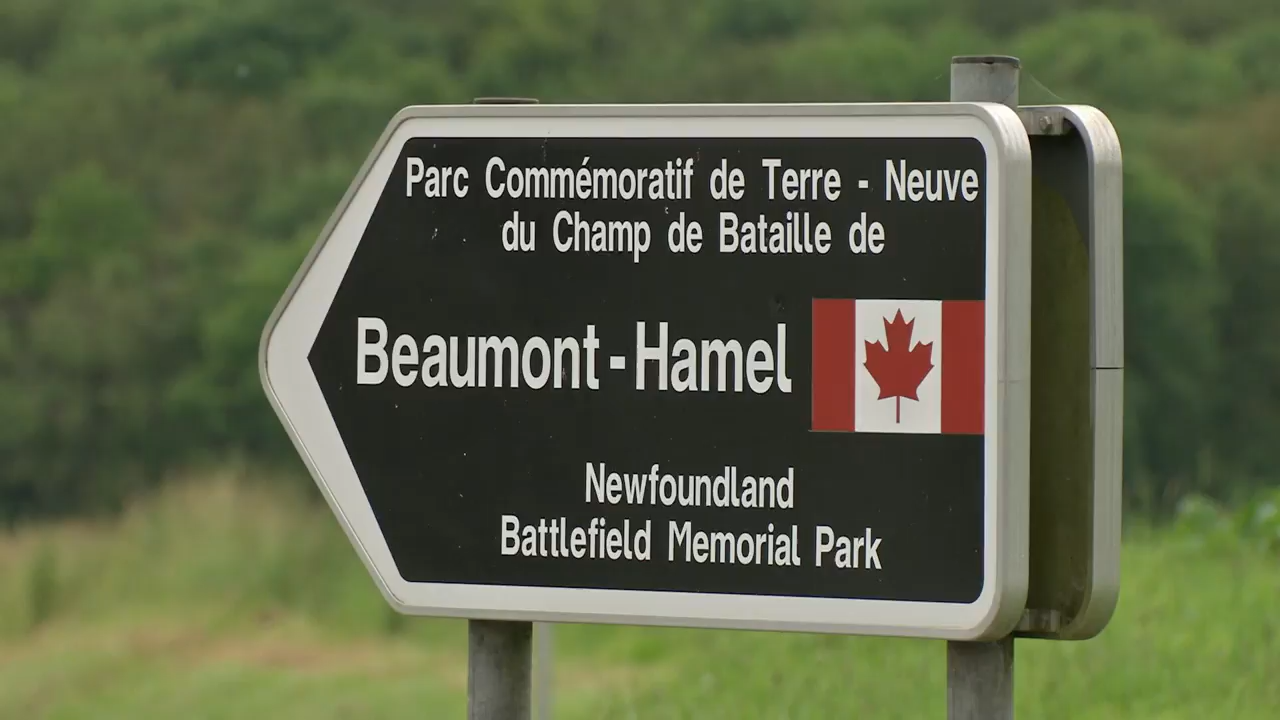 Parc Commémoratif de Terre - Neuve
du Champ de Bataille de
Beaumont - Hamel
Newfoundland
Battlefield Memorial Park